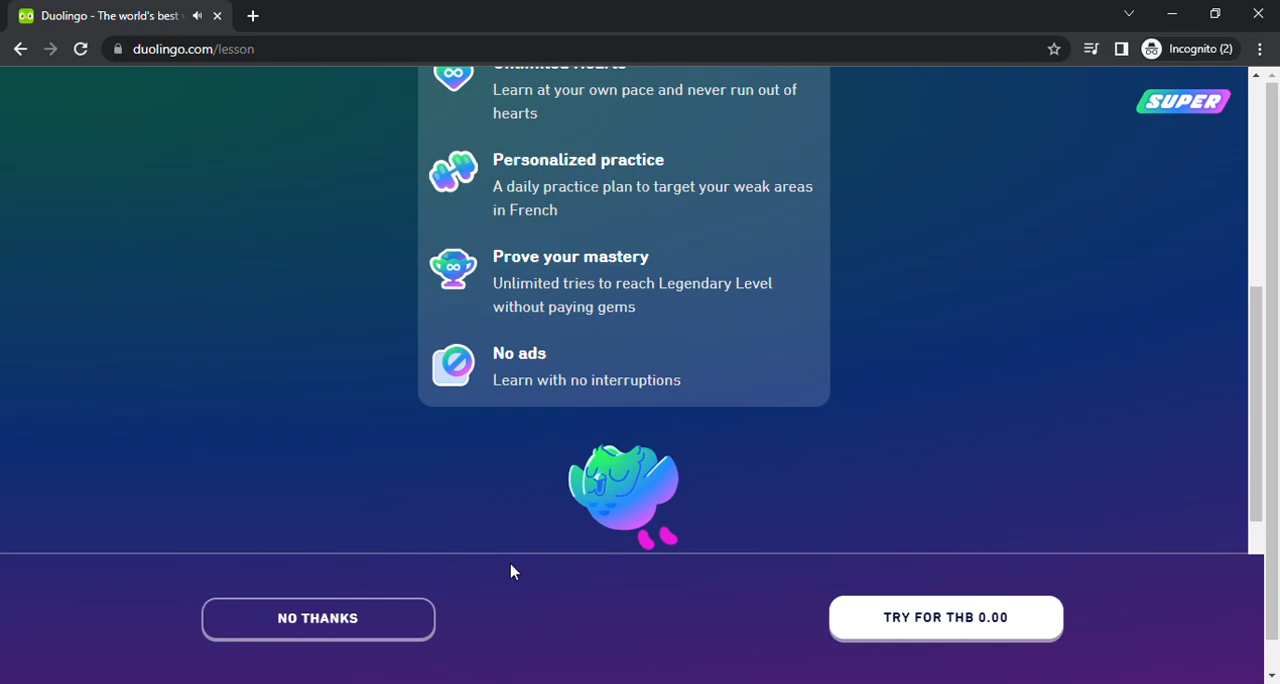 Duolingo - The world's best
duolingo.com/lesson
Incognito (2)
Unlimited Hearts
Learn at your own pace and never run out of
hearts
SUPER
Personalized practice
A daily practice plan to target your weak areas
in French
Prove your mastery
Unlimited tries to reach Legendary Level
without paying gems
No ads
Learn with no interruptions
NO THANKS
TRY FOR THB 0.00